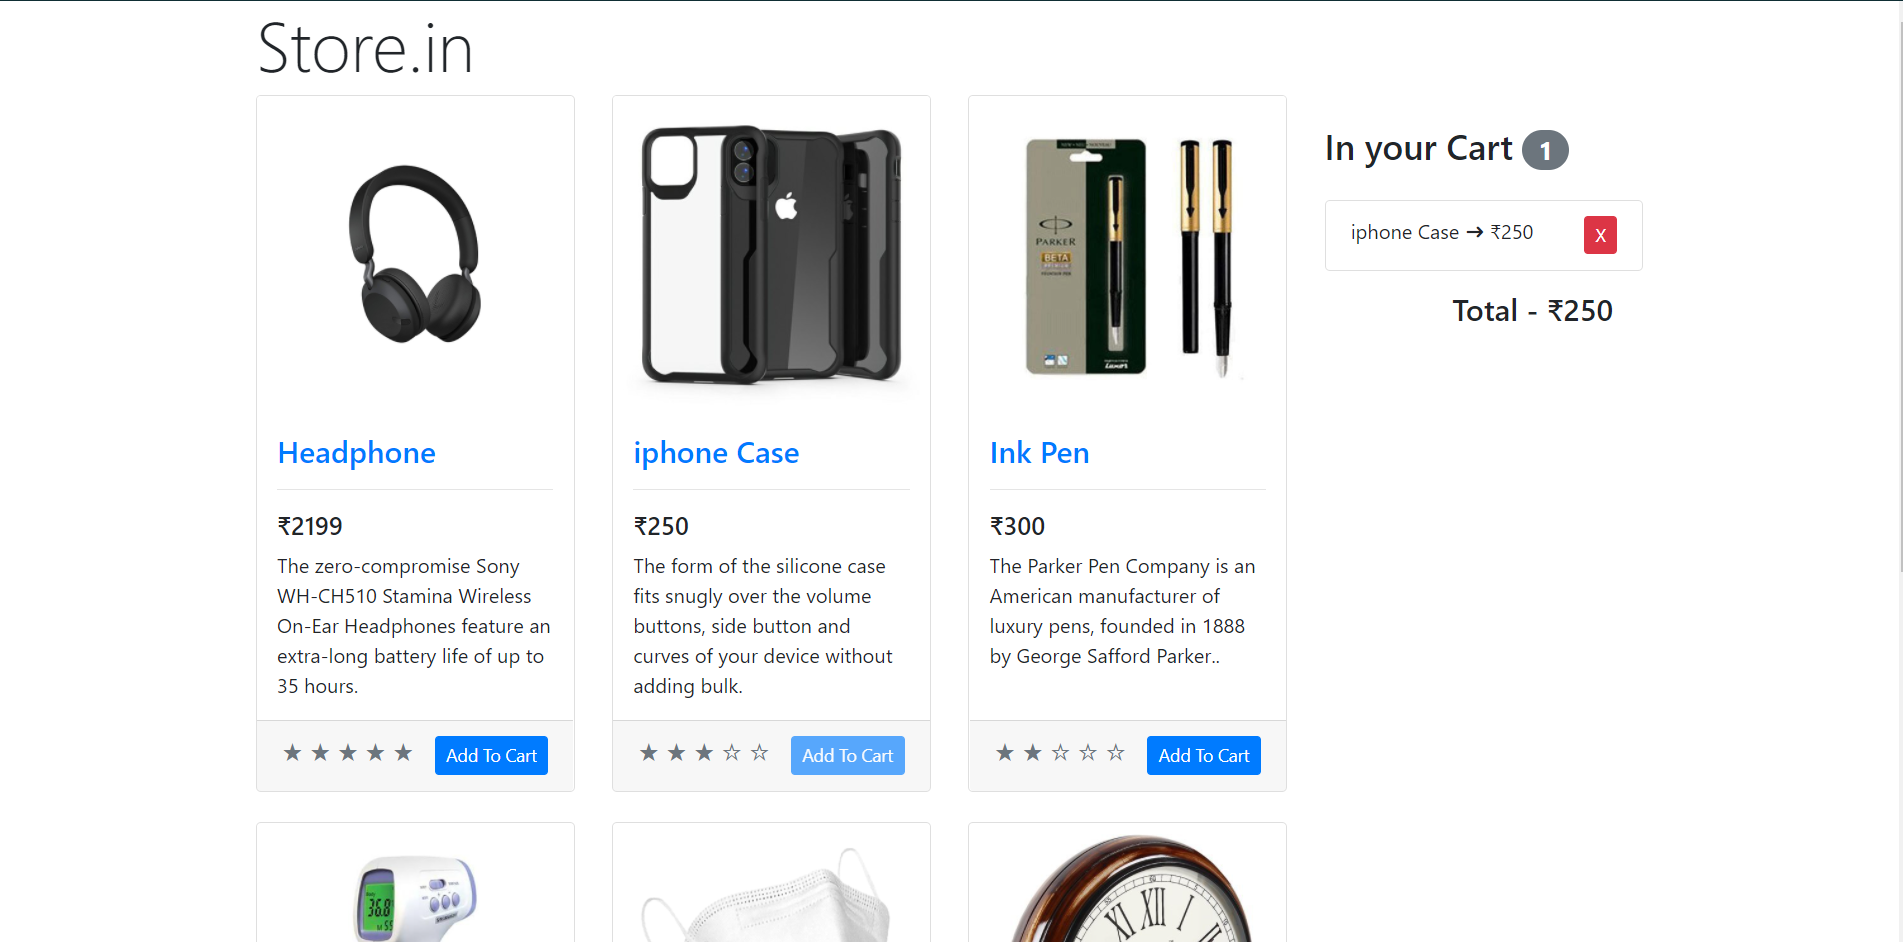 Store.in
In your Cart 1
iphone Case → ₹250 X
Total - ₹250
PARKER
BETA
Luxor
Headphone
₹2199
The zero-compromise Sony
WH-CH510 Stamina Wireless
On-Ear Headphones feature an
extra-long battery life of up to
35 hours.
★ ★ ★ ★ ★ Add To Cart
iphone Case
₹250
The form of the silicone case
fits snugly over the volume
buttons, side button and
curves of your device without
adding bulk.
★ ★ ★ ☆ ☆ Add To Cart
Ink Pen
₹300
The Parker Pen Company is an
American manufacturer of
luxury pens, founded in 1888
by George Safford Parker..
★ ★ ☆ ☆ ☆ Add To Cart
36.8
XI XII I